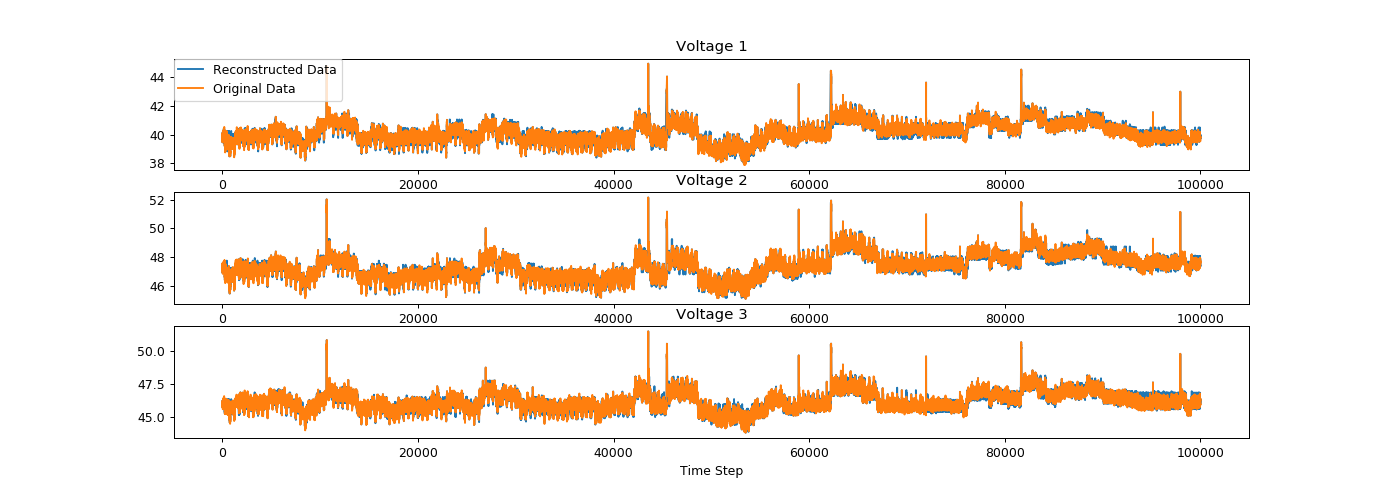 Voltage 1
Reconstructed Data
Original Data
44
42
40
38
0 20000 40000 60000 80000 100000
Voltage 2
52
50
48
46
0 20000 40000 60000 80000 100000
Voltage 3
50.0
47.5
45.0
0 20000 40000 60000 80000 100000
Time Step